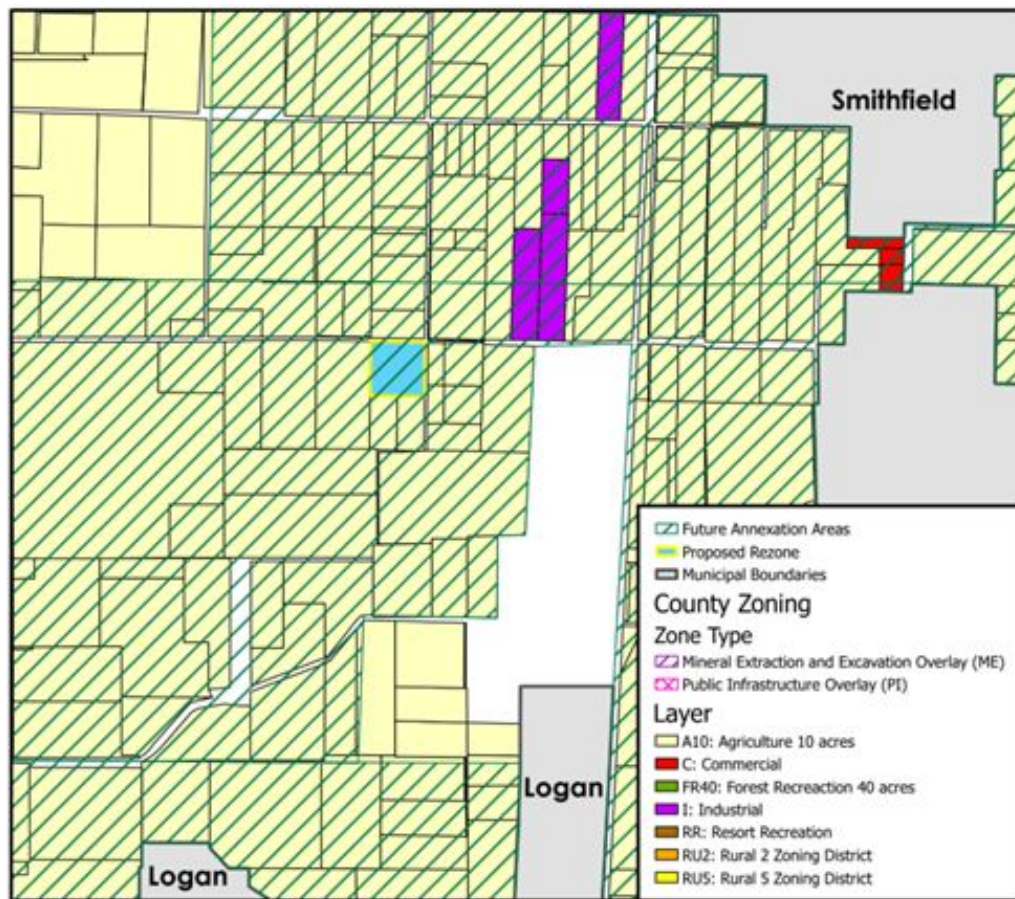 Smithfield
Future Annexation Areas
Proposed Rezone
Municipal Boundaries
County Zoning
Zone Type
Mineral Extraction and Excavation Overlay (ME)
Public Infrastructure Overlay (PI)
Layer
A10: Agriculture 10 acres
C: Commercial
FR40: Forest Recreaction 40 acres
I: Industrial
RR: Resort Recreation
RU2: Rural 2 Zoning District
RU5: Rural 5 Zoning District
Logan
Logan